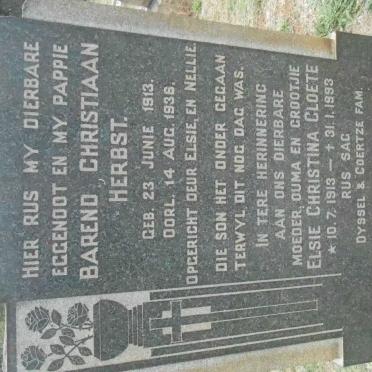 HIER RUS MY DIERBARE
EGGENOOT EN MY PAPPIE
BAREND CHRISTIAAN
HERBST.
GEB. 23 JUNIE 1913.
OORL. 14 AUG. 1936.
OPGERICHT DEUR ELSIE, EN NELLIE.
DIE SON HET ONDER GEGAAN
TERWYL DIT NOG DAG WAS.
IN TERE HERINNERING
AAN ONS DIERBARE
MOEDER, OUMA EN GROOTJIE
ELSIE CHRISTINA CLOETE
* 10.7.1913 — † 31.1.1993
RUS SAG
DYSSEL & COERTZE FAM.